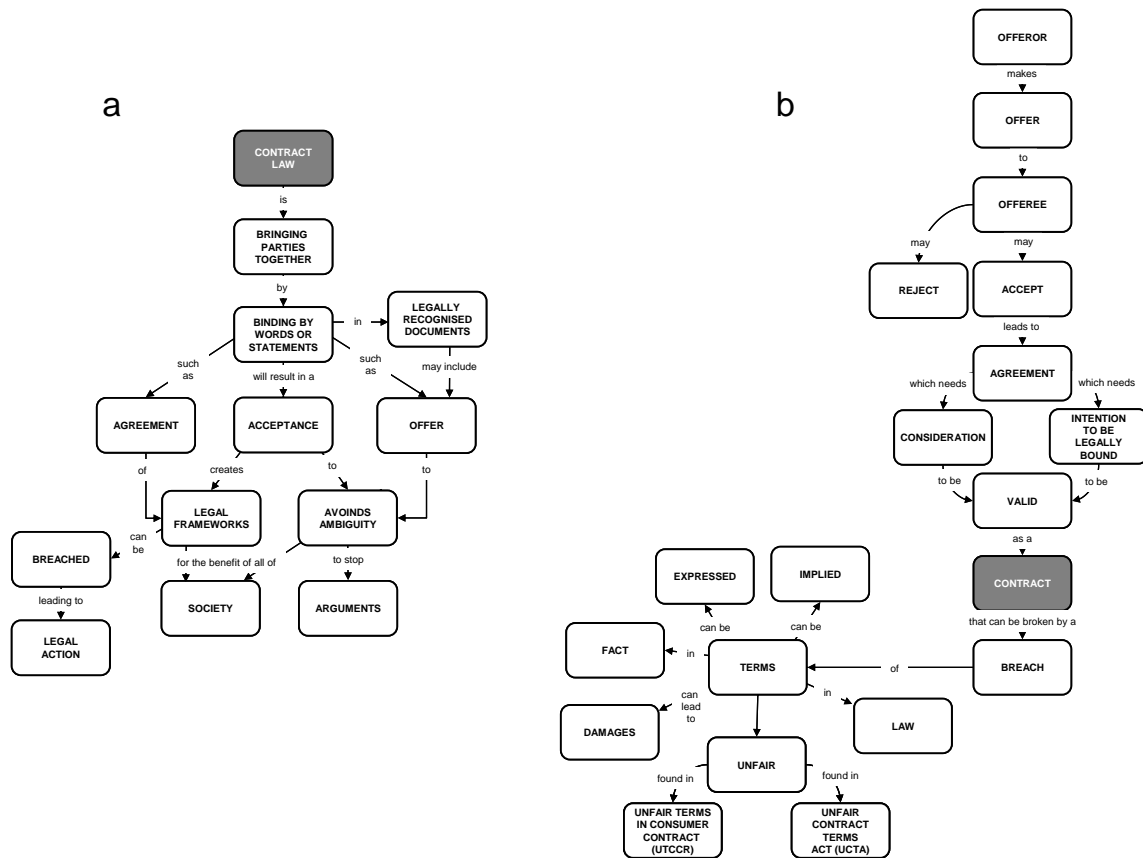 a
CONTRACT
LAW
is
BRINGING
PARTIES
TOGETHER
by
BINDING BY
WORDS OR
STATEMENTS
in
LEGALLY
RECOGNISED
DOCUMENTS
such
as
will result in a
such
as
may include
AGREEMENT
ACCEPTANCE
OFFER
of
creates
to
to
LEGAL
FRAMEWORKS
AVOINDS
AMBIGUITY
can
be
BREACHED
for the benefit of all of
to stop
leading to
SOCIETY
ARGUMENTS
LEGAL
ACTION
b
OFFEROR
makes
OFFER
to
OFFEREE
may
may
REJECT
ACCEPT
leads to
AGREEMENT
which needs
which needs
CONSIDERATION
INTENTION
TO BE
LEGALLY
BOUND
to be
to be
VALID
as a
CONTRACT
that can be broken by a
BREACH
of
TERMS
can be
EXPRESSED
can be
IMPLIED
in
FACT
in
LAW
can
lead
to
DAMAGES
UNFAIR
found in
found in
UNFAIR TERMS
IN CONSUMER
CONTRACT
(UTCCR)
UNFAIR
CONTRACT
TERMS
ACT (UCTA)